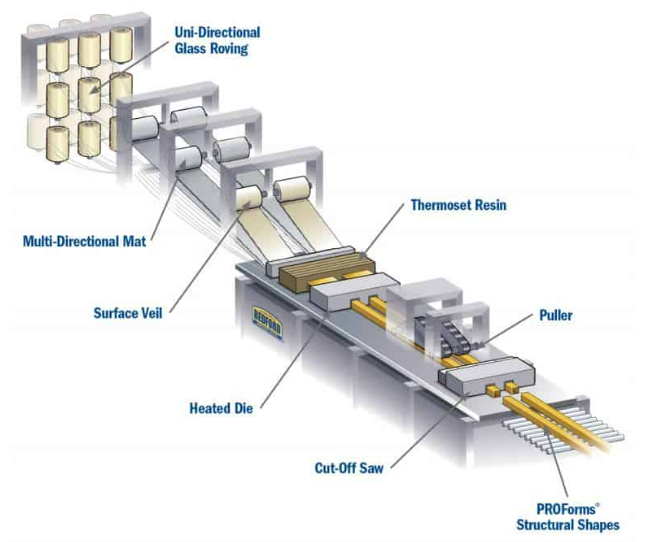 Uni-Directional
Glass Roving
Thermoset Resin
Multi-Directional Mat
Surface Veil
BEDFORD
Puller
Heated Die
Cut-Off Saw
PROForms®
Structural Shapes